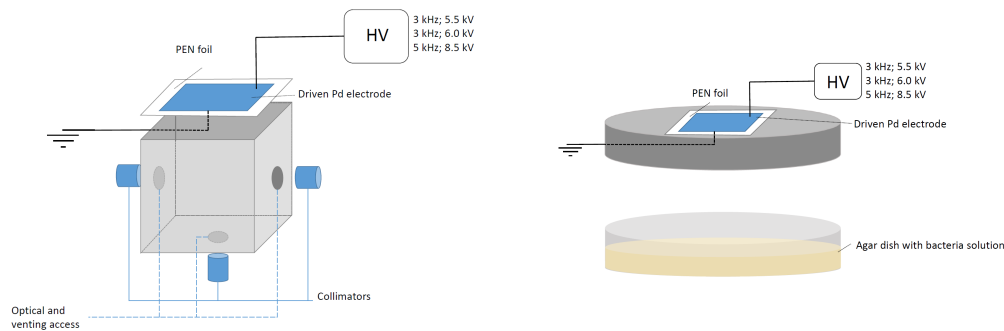 HV
3 kHz; 5.5 kV
3 kHz; 6.0 kV
5 kHz; 8.5 kV
PEN foil
Driven Pd electrode
Collimators
Optical and
venting access
HV
3 kHz; 5.5 kV
3 kHz; 6.0 kV
5 kHz; 8.5 kV
PEN foil
Driven Pd electrode
Agar dish with bacteria solution